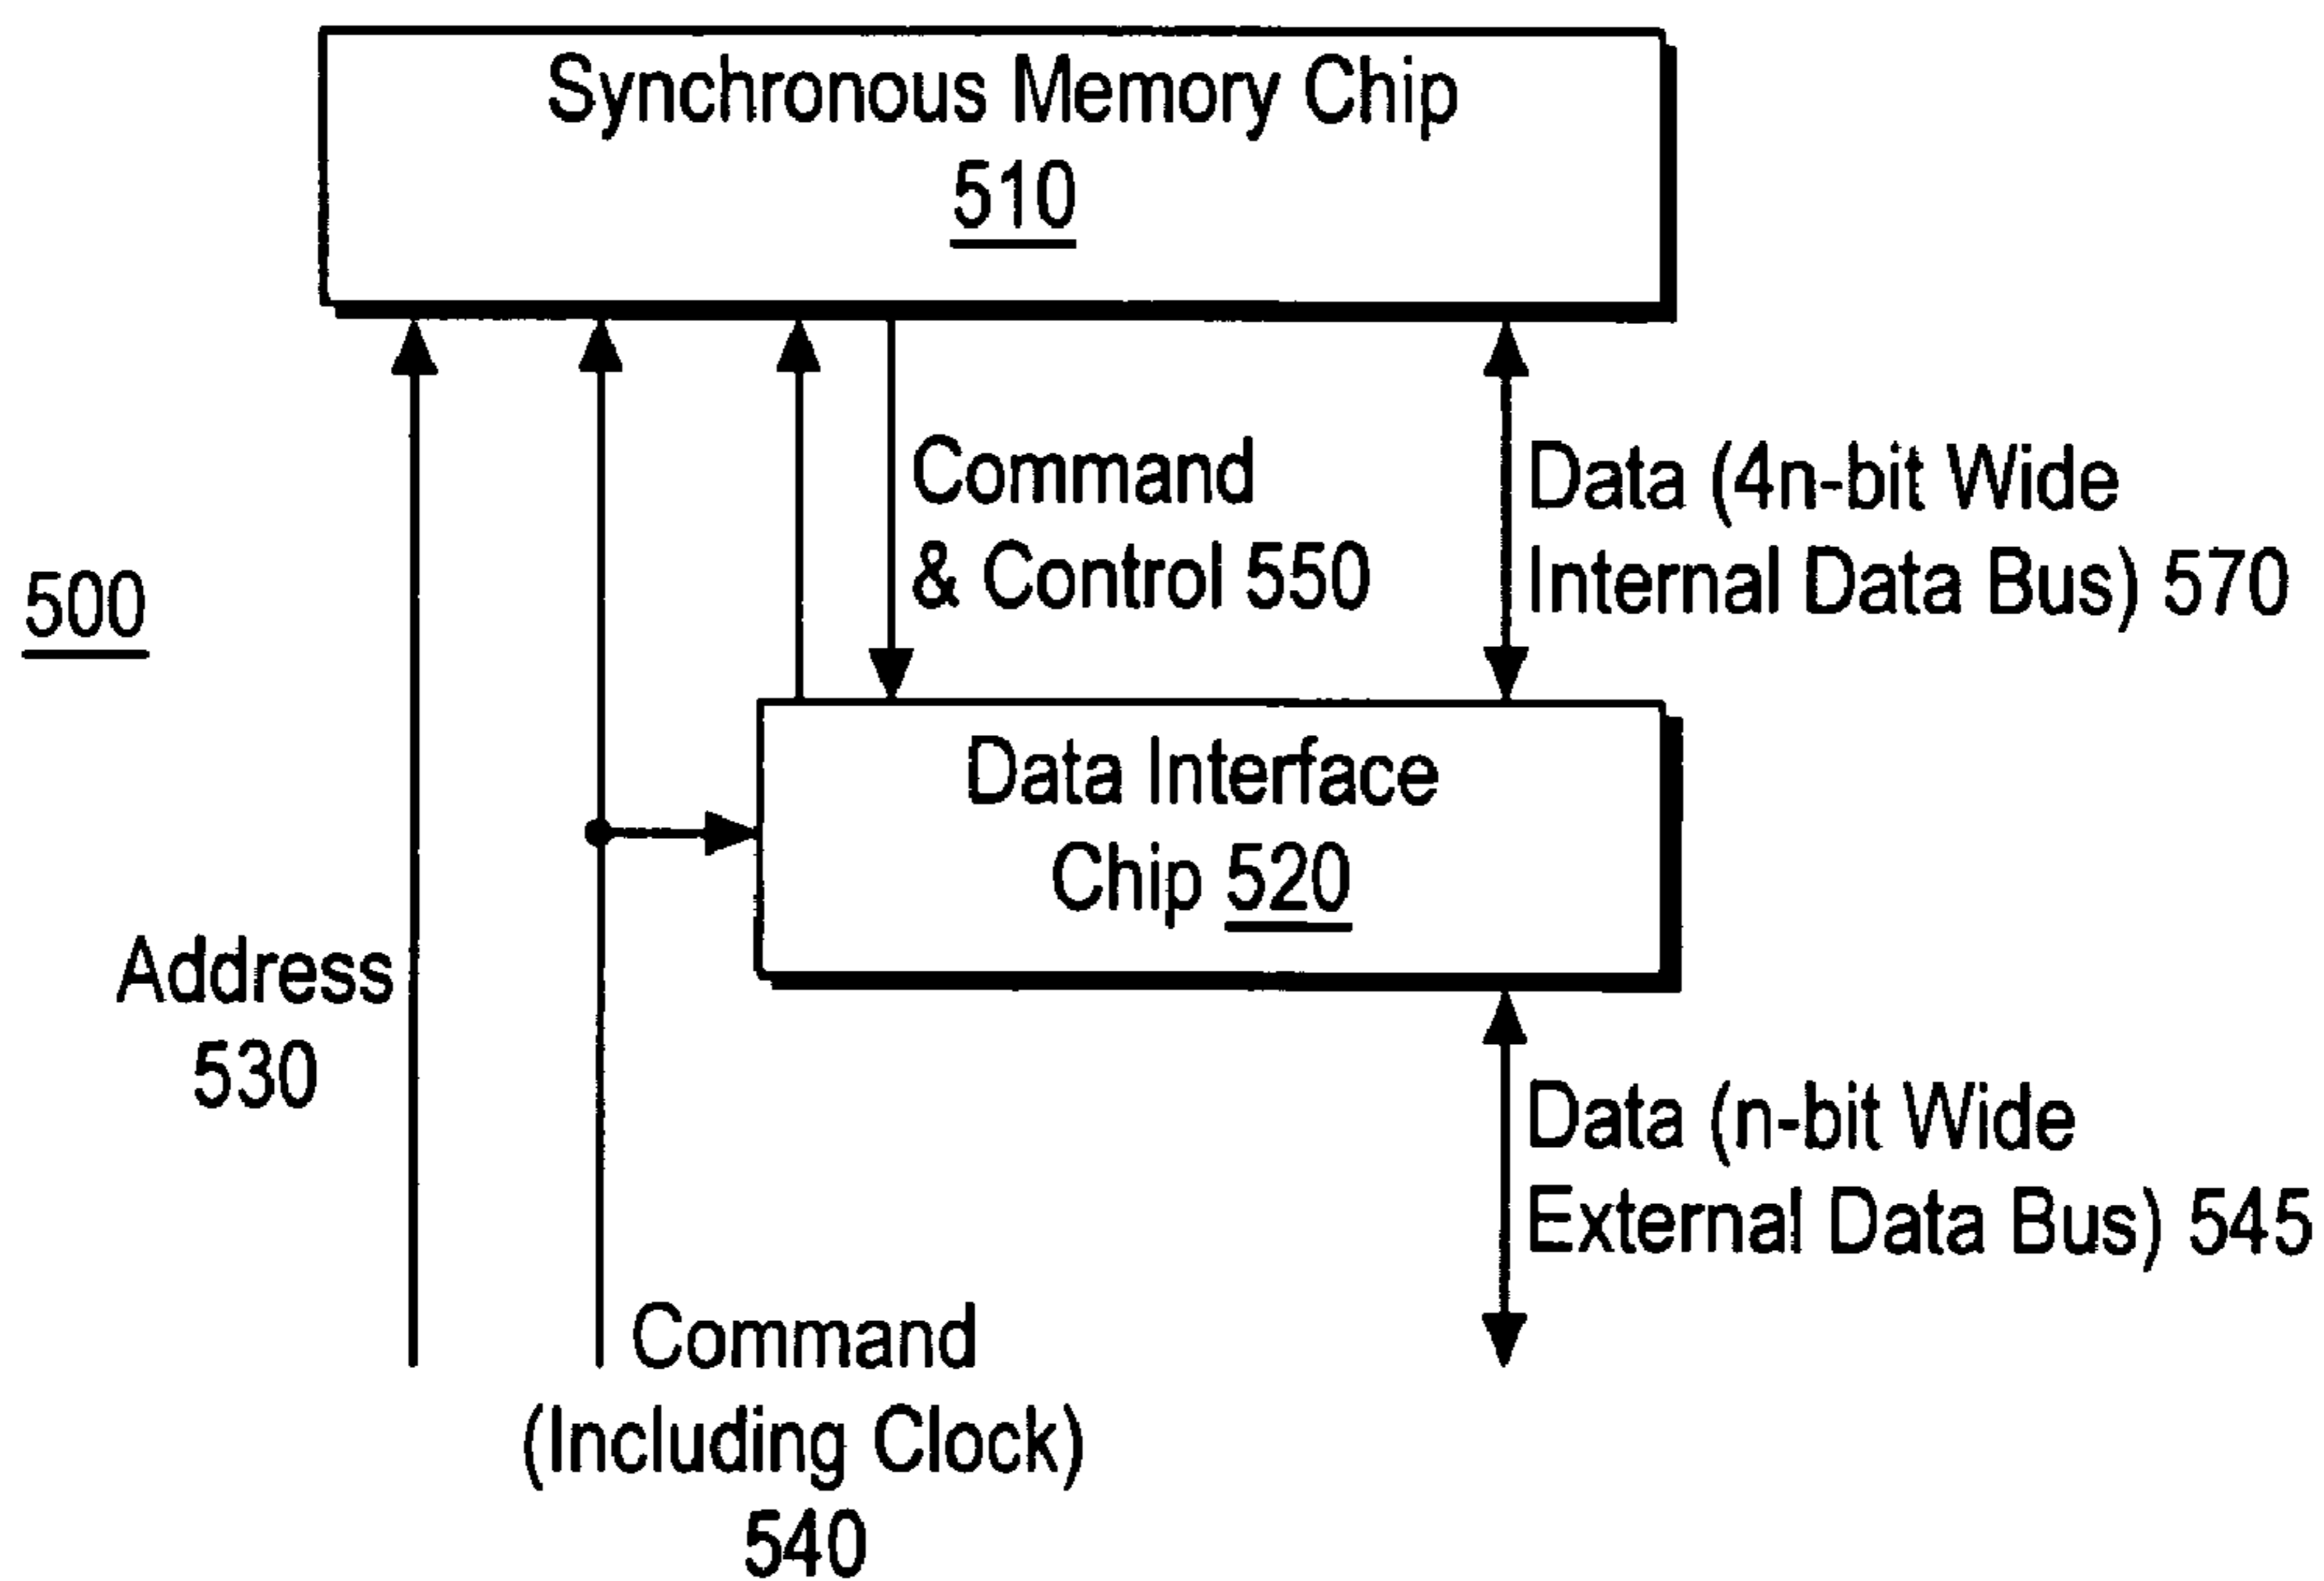 Synchronous Memory Chip
510
Command
& Control 550
Data (4n-bit Wide
Internal Data Bus) 570
500
Data Interface
Chip 520
Address
530
Data (n-bit Wide
External Data Bus) 545
Command
(Including Clock)
540